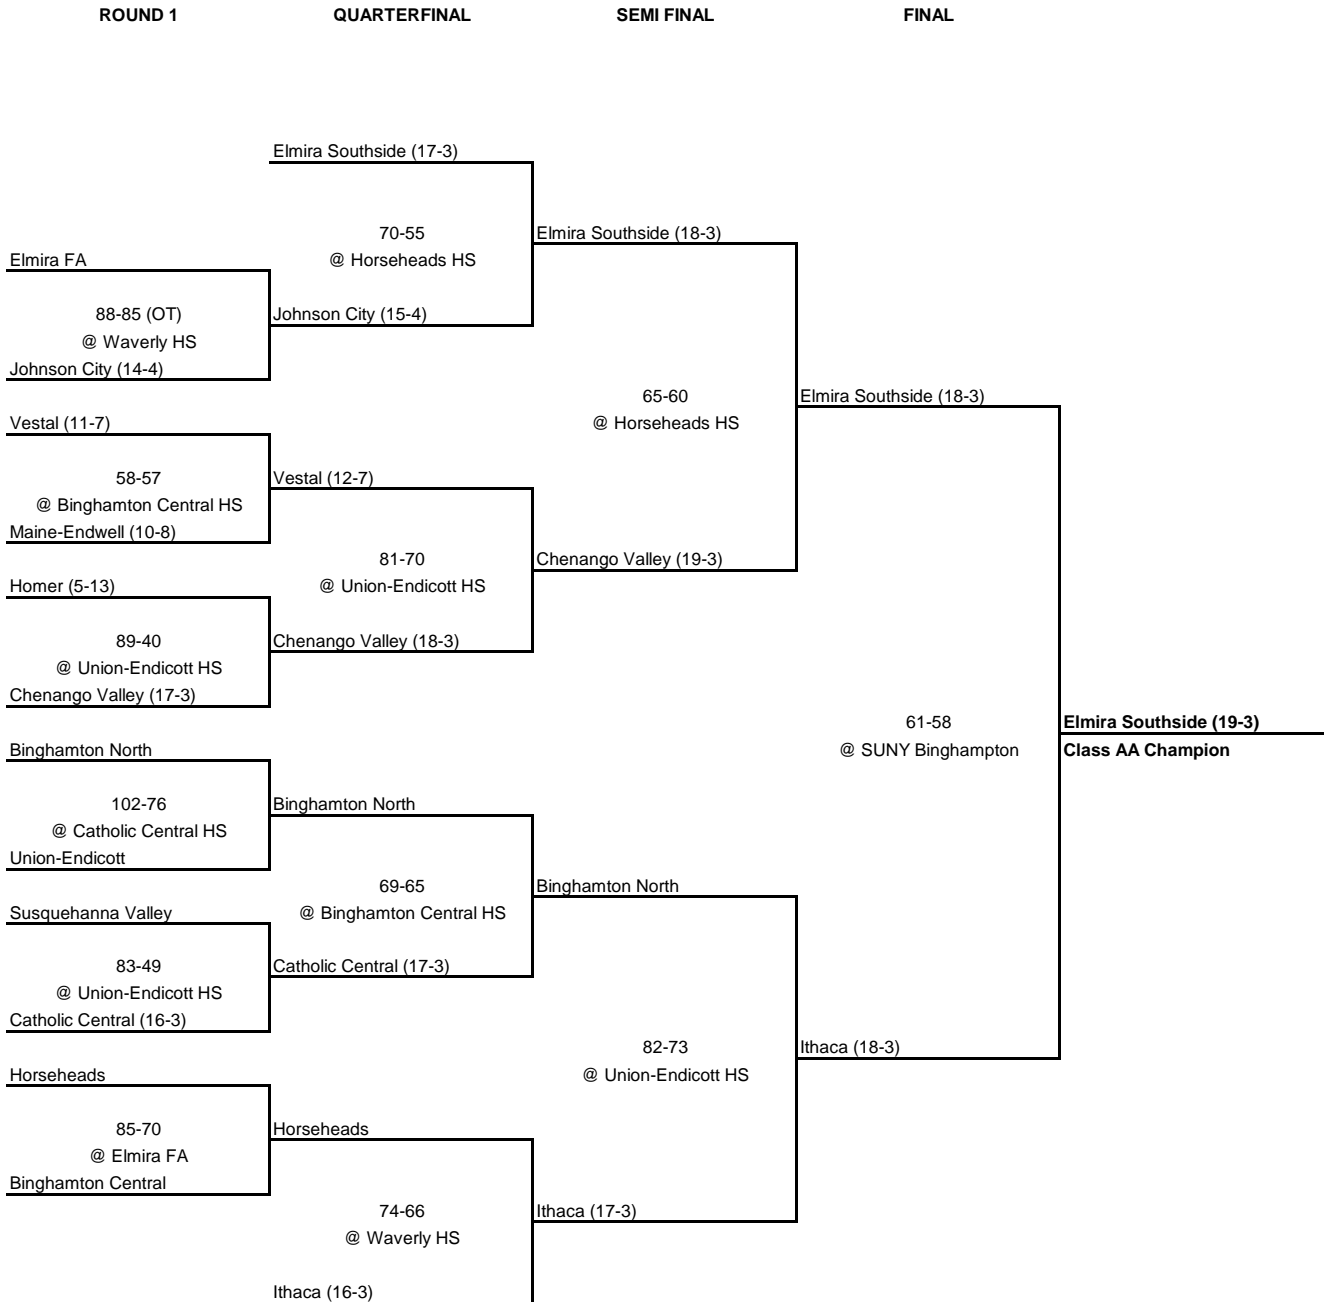 ROUND 1 QUARTERFINAL SEMI FINAL FINAL
Elmira Southside (17-3)
70-55
@ Horseheads HS
Elmira Southside (18-3)
Elmira FA
88-85 (OT)
@ Waverly HS
Johnson City (15-4)
Johnson City (14-4)
65-60
@ Horseheads HS
Elmira Southside (18-3)
Vestal (11-7)
58-57
@ Binghamton Central HS
Vestal (12-7)
Maine-Endwell (10-8)
81-70
@ Union-Endicott HS
Chenango Valley (19-3)
Homer (5-13)
89-40
@ Union-Endicott HS
Chenango Valley (18-3)
Chenango Valley (17-3)
61-58
@ SUNY Binghampton
Elmira Southside (19-3)
Class AA Champion
Binghamton North
102-76
@ Catholic Central HS
Binghamton North
Union-Endicott
69-65
@ Binghamton Central HS
Binghamton North
Susquehanna Valley
83-49
@ Union-Endicott HS
Catholic Central (17-3)
Catholic Central (16-3)
82-73
@ Union-Endicott HS
Ithaca (18-3)
Horseheads
85-70
@ Elmira FA
Horseheads
Binghamton Central
74-66
@ Waverly HS
Ithaca (17-3)
Ithaca (16-3)